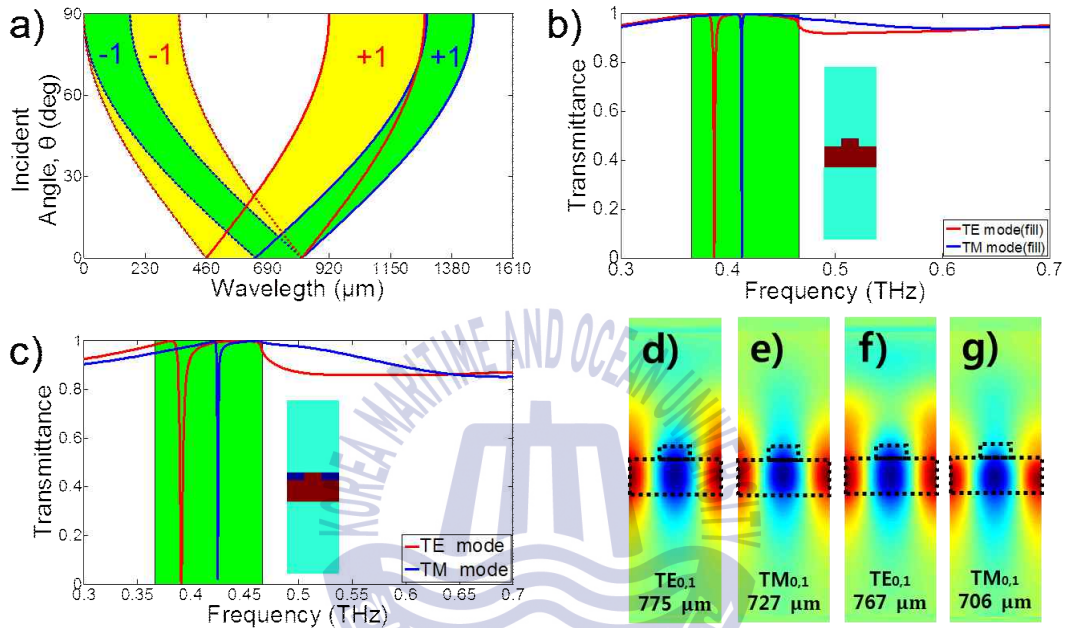 a)
90
60
30
0
Incident
Angle, θ (deg)
-1
-1
+1
+1
0 230 460 690 920 1150 1380 1610
Wavelegth (μm)
b)
1
0.8
0.6
0.4
0.2
0
Transmittance
TE mode(fill)
TM mode(fill)
0.3 0.4 0.5 0.6 0.7
Frequency (THz)
c)
1
0.8
0.6
0.4
0.2
0
Transmittance
TE mode
TM mode
0.3 0.35 0.4 0.45 0.5 0.55 0.6 0.65 0.7
Frequency (THz)
d)
TE0,1
775 μm
e)
TM0,1
727 μm
f)
TE0,1
767 μm
g)
TM0,1
706 μm
KOREA MARITIME AND OCEAN UNIVERSITY